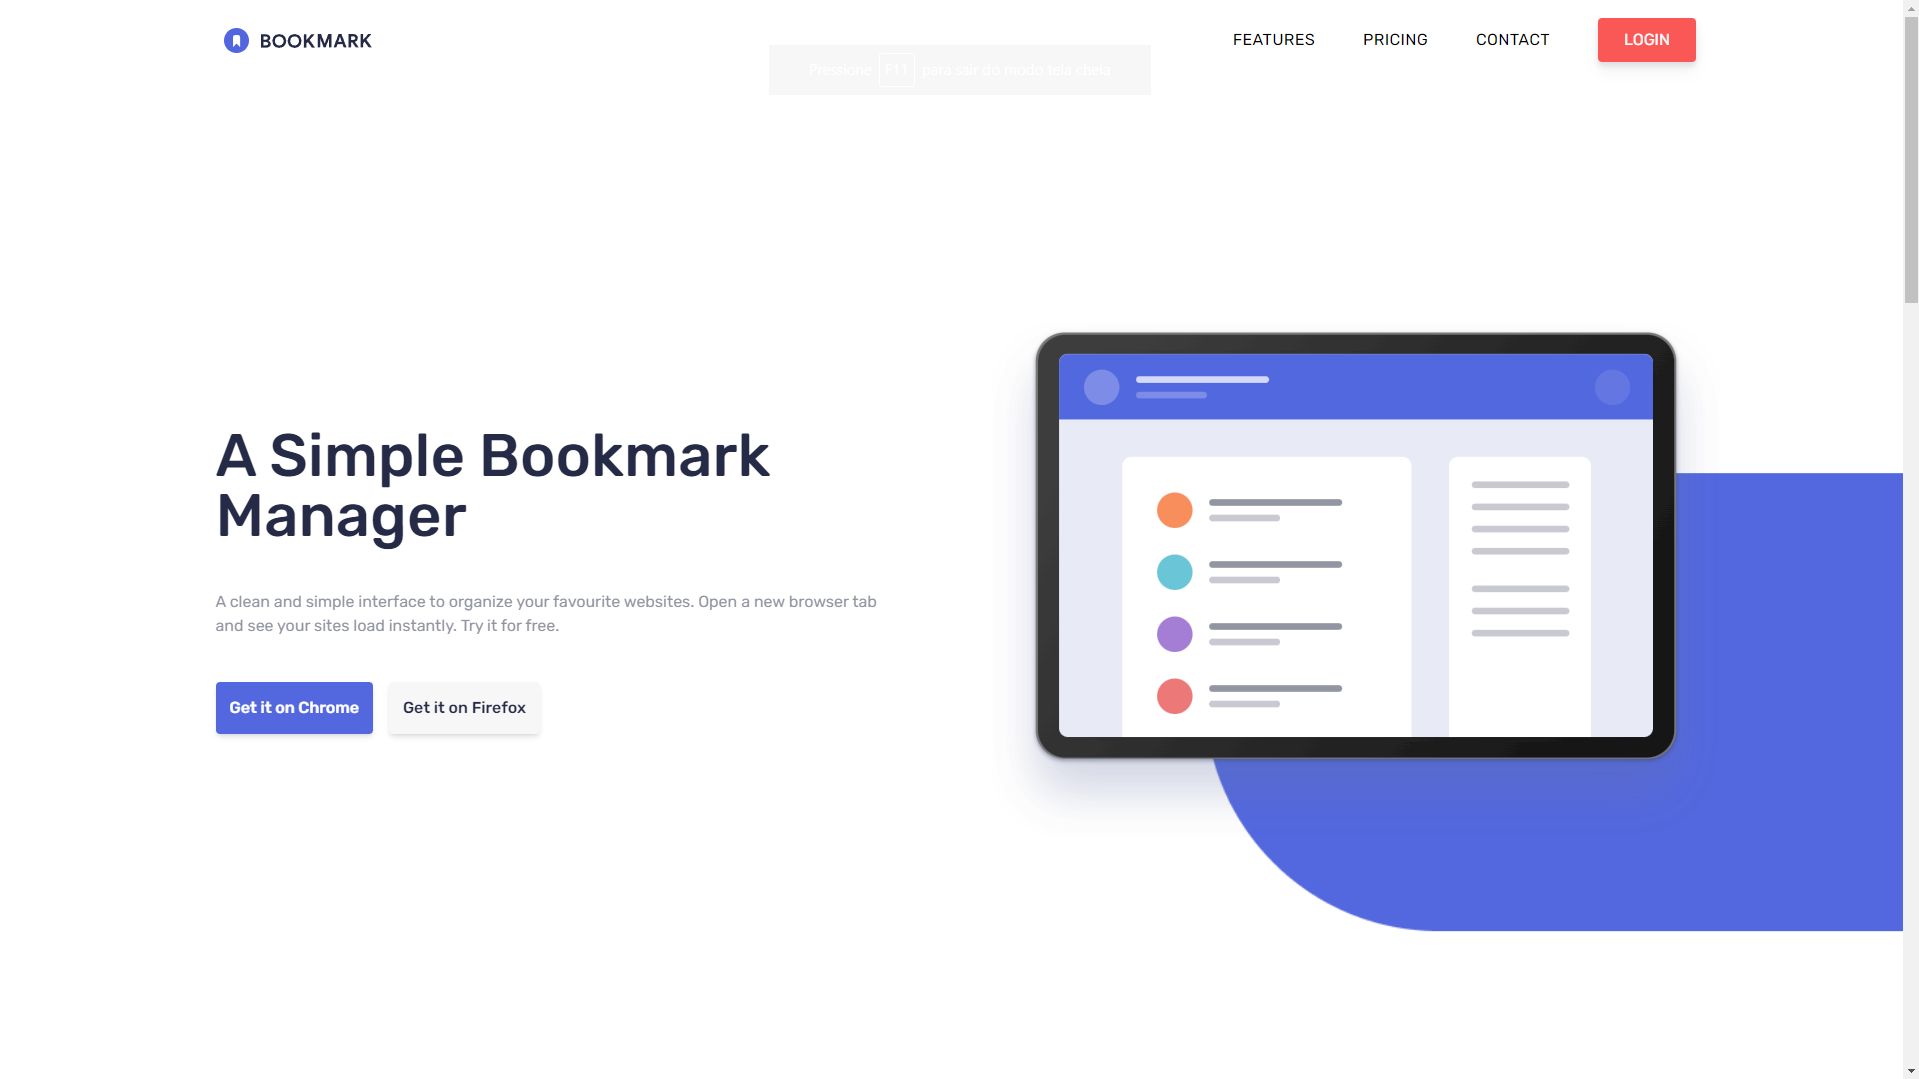 BOOKMARK
FEATURES
PRICING
CONTACT
LOGIN
Pressione F11 para sair do modo tela cheia
A Simple Bookmark
Manager
A clean and simple interface to organize your favourite websites. Open a new browser tab
and see your sites load instantly. Try it for free.
Get it on Chrome
Get it on Firefox